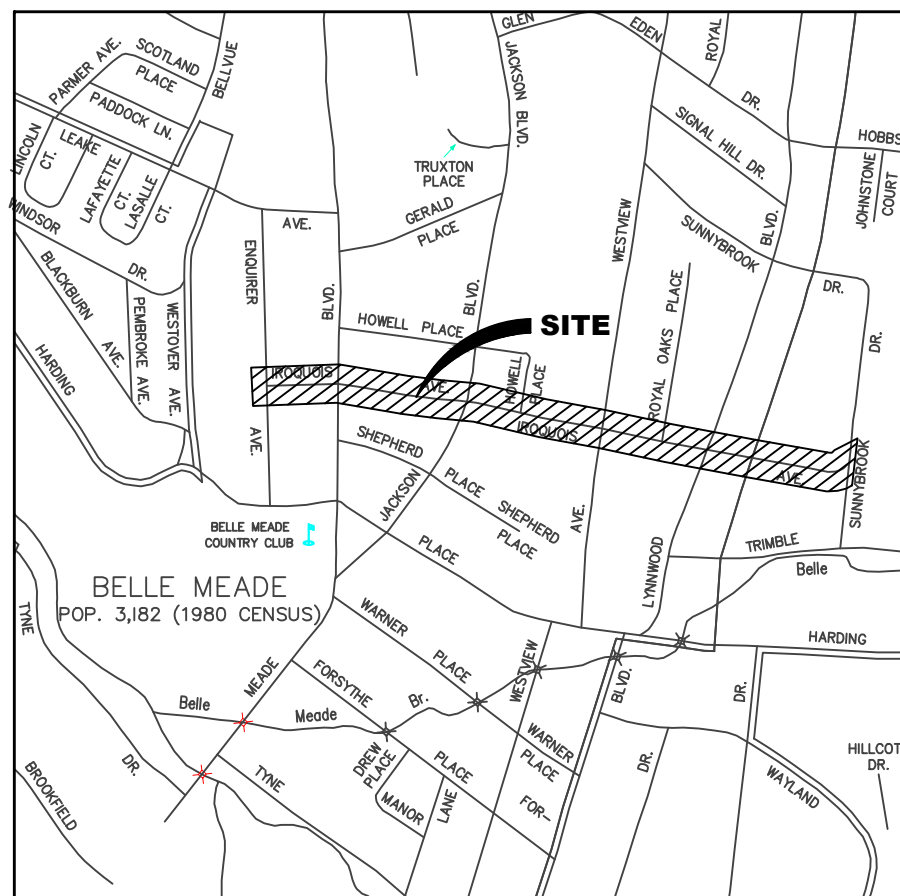 GLEN
EDEN
DR.
ROYAL
PARMER AVE.
SCOTLAND
PLACE
BELLVUE
JACKSON BLVD.
PADDOCK LN.
LINCOLN
CT.
LEAKE
LAFAYETTE
CT.
LASALLE
CT.
SIGNAL HILL DR.
HOBBS
TRUXTON
PLACE
JOHNSTONE
COURT
WINDSOR
DR.
AVE.
GERALD
PLACE
WESTVIEW
SUNNYBROOK
DR.
BLVD.
ENQUIRER
BLACKBURN
AVE.
PEMBROKE AVE.
WESTOVER AVE.
BLVD.
BLVD.
HOWELL PLACE
SITE
ROYAL OAKS PLACE
DR.
HARDING
IROQUOIS
AVE.
HOWELL
PLACE
IROQUOIS
AVE.
AVE.
SHEPHERD
PLACE
SHEPHERD
PLACE
JACKSON
AVE.
SUNNYBROOK
BELLE MEADE
COUNTRY CLUB
PLACE
LYNNWOOD
TRIMBLE
Belle
BELLE MEADE
POP. 3,182 (1980 CENSUS)
TYNE
DR.
WARNER
PLACE
HARDING
MEADE
FORSYTHE
WESTVIEW
BLVD.
DR.
Belle
Meade
Br.
WARNER
PLACE
DREW
PLACE
PLACE
FOR-
MANOR
LANE
TYNE
BROOKFIELD
DR.
WAYLAND
HILLCOT
DR.